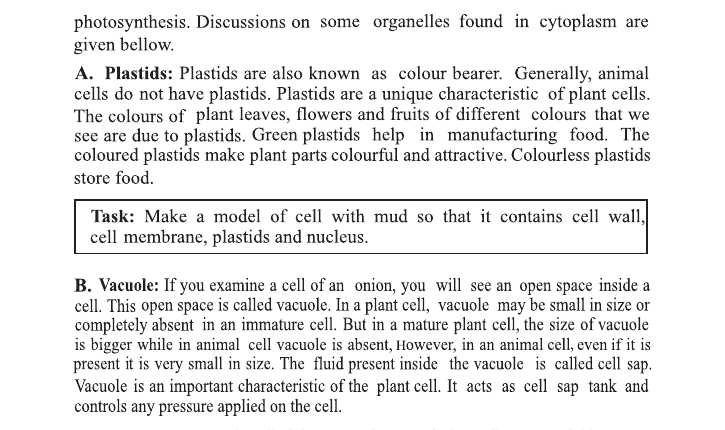 photosynthesis. Discussions on some organelles found in cytoplasm are
given bellow.
A. Plastids: Plastids are also known as colour bearer. Generally, animal
cells do not have plastids. Plastids are a unique characteristic of plant cells.
The colours of plant leaves, flowers and fruits of different colours that we
see are due to plastids. Green plastids help in manufacturing food. The
coloured plastids make plant parts colourful and attractive. Colourless plastids
store food.
Task: Make a model of cell with mud so that it contains cell wall,
cell membrane, plastids and nucleus.
B. Vacuole: If you examine a cell of an onion, you will see an open space inside a
cell. This open space is called vacuole. In a plant cell, vacuole may be small in size or
completely absent in an immature cell. But in a mature plant cell, the size of vacuole
is bigger while in animal cell vacuole is absent, However, in an animal cell, even if it is
present it is very small in size. The fluid present inside the vacuole is called cell sap.
Vacuole is an important characteristic of the plant cell. It acts as cell sap tank and
controls any pressure applied on the cell.